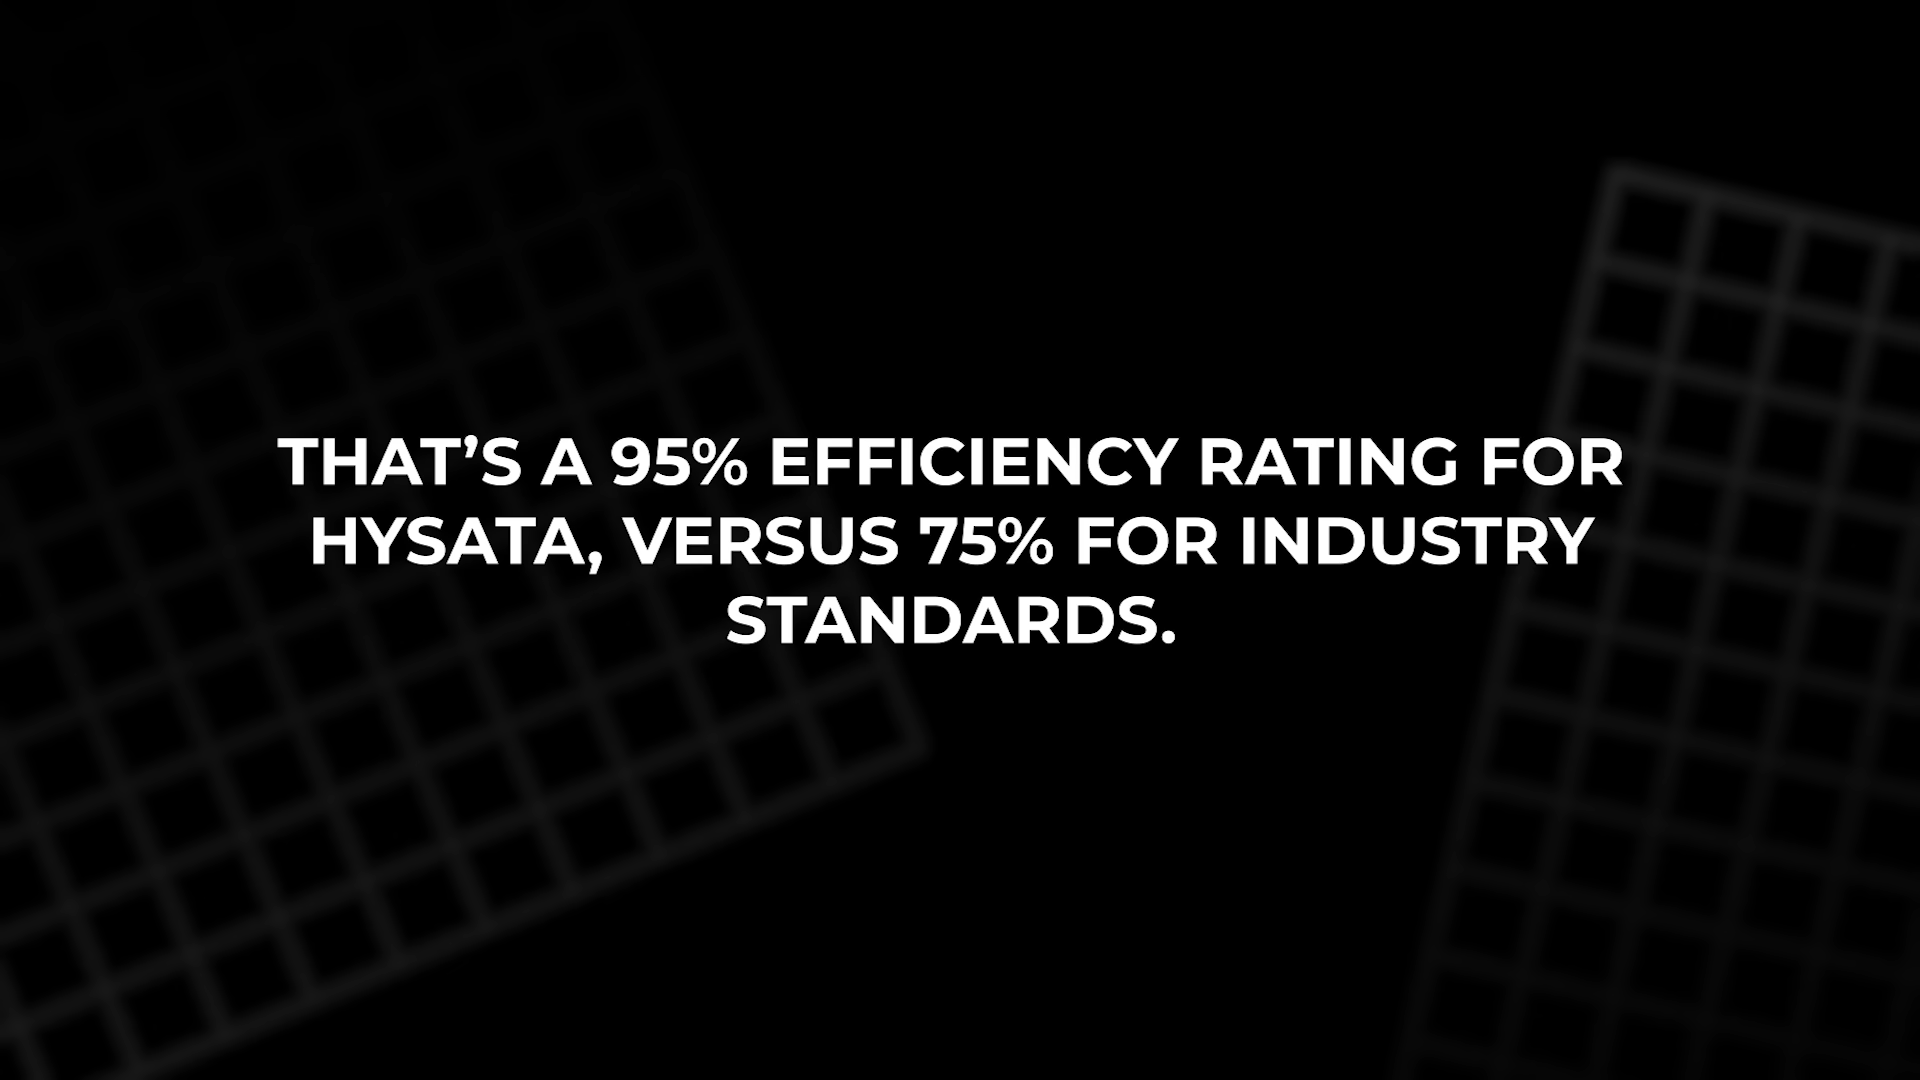 THAT’S A 95% EFFICIENCY RATING FOR
HYSATA, VERSUS 75% FOR INDUSTRY
STANDARDS.